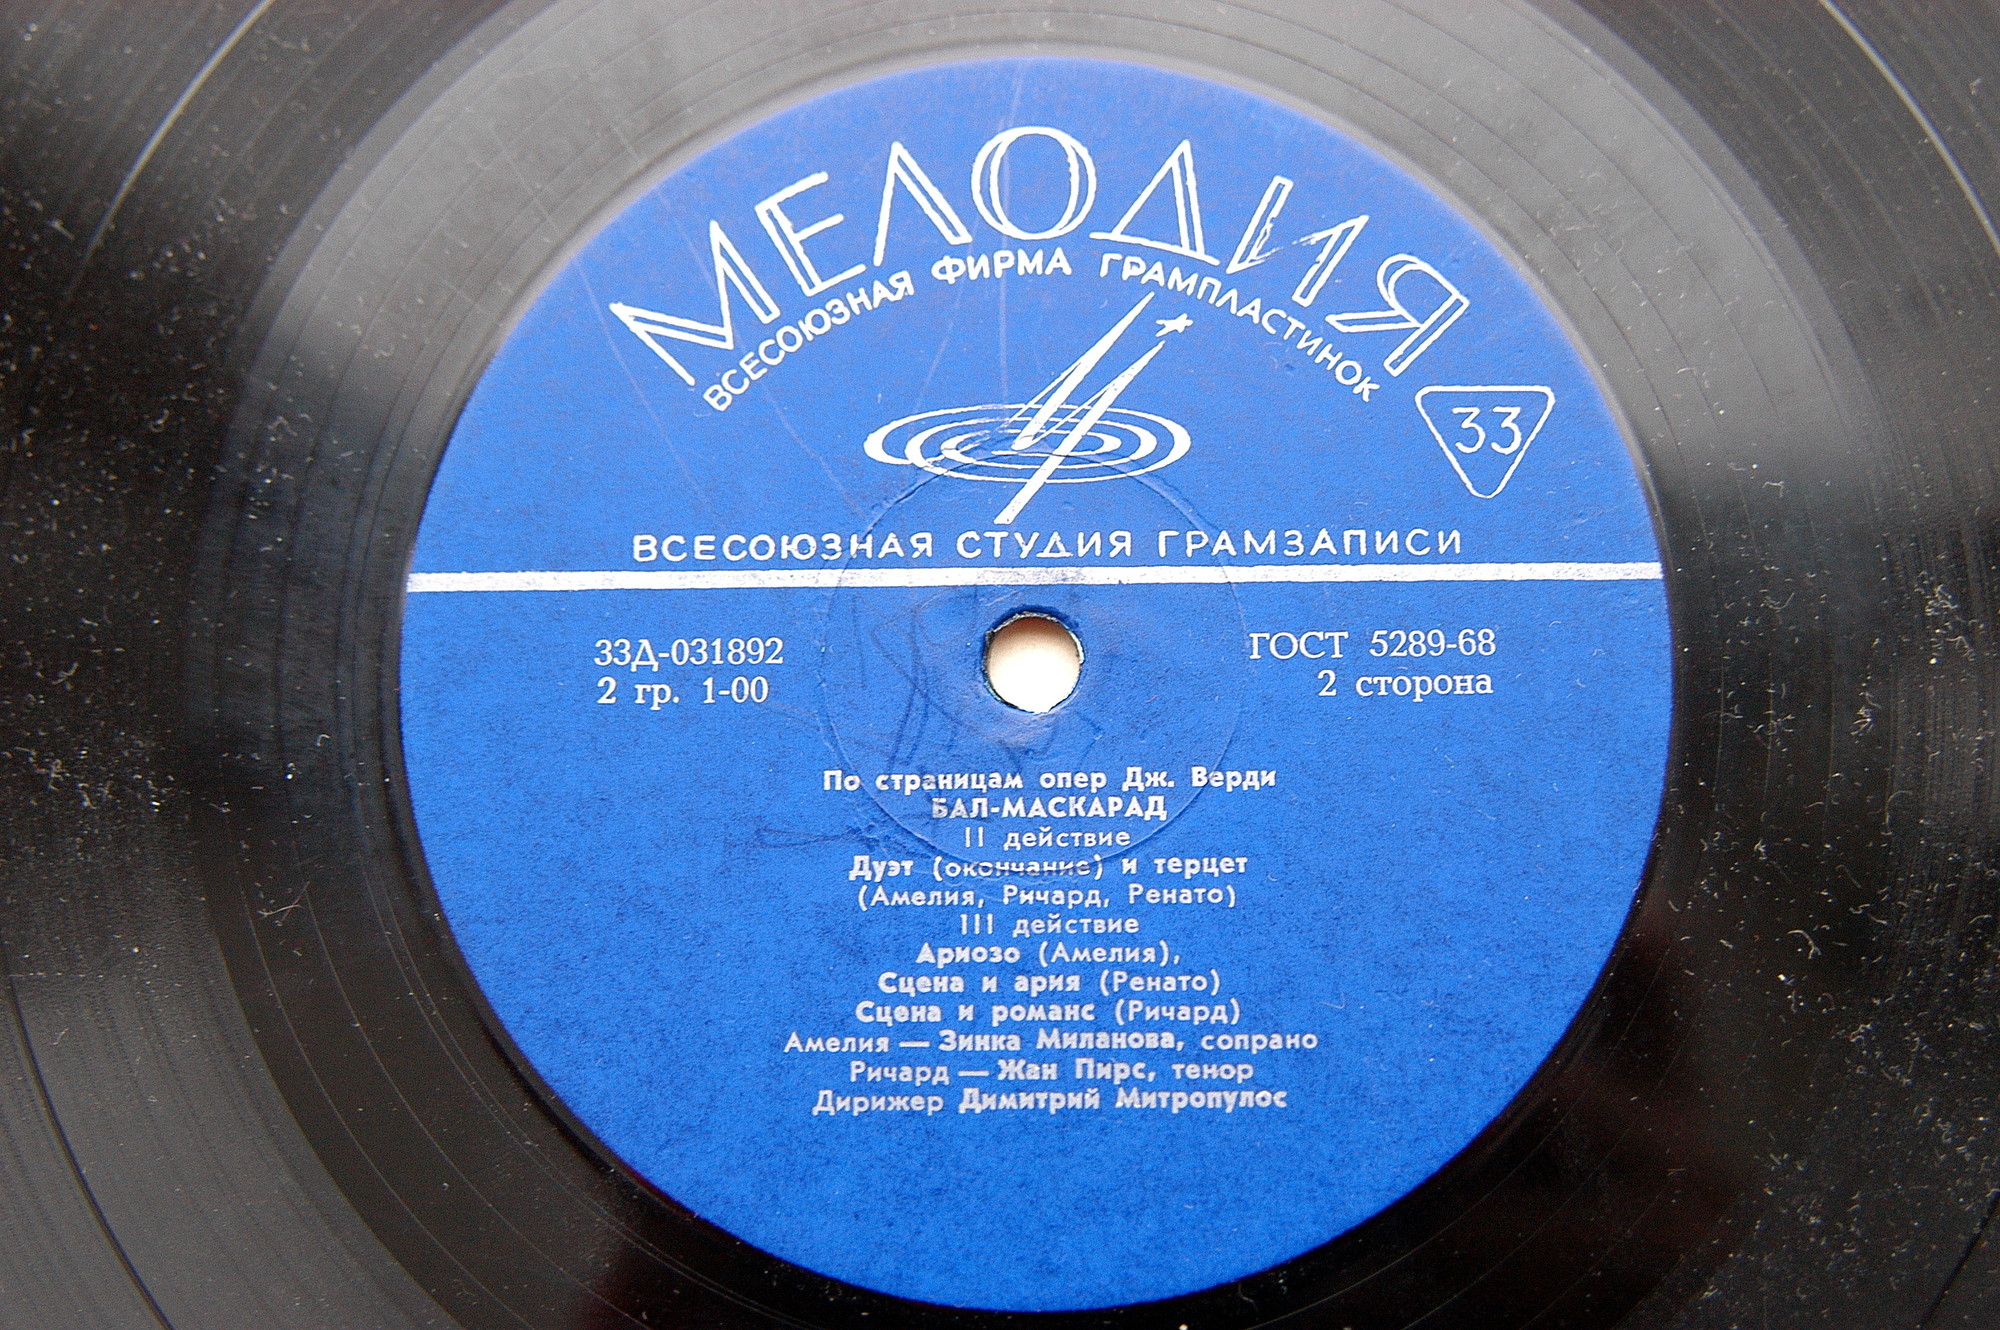 МЕЛОДИЯ
ВСЕСОЮЗНАЯ ФИРМА ГРАМПЛАСТИНОК
33
ВСЕСОЮЗНАЯ СТУДИЯ ГРАМЗАПИСИ
33Д-031892 ГОСТ 5289-68
2 гр. 1-00 2 сторона
По страницам опер Дж. Верди
БАЛ-МАСКАРАД
II действие
Дуэт (окончание) и терцет
(Амелия, Ричард, Ренато)
III действие
Ариозо (Амелия),
Сцена и ария (Ренато)
Сцена и романс (Ричард)
Амелия — Зинка Миланова, сопрано
Ричард — Жан Пирс, тенор
Дирижер Димитрий Митропулос